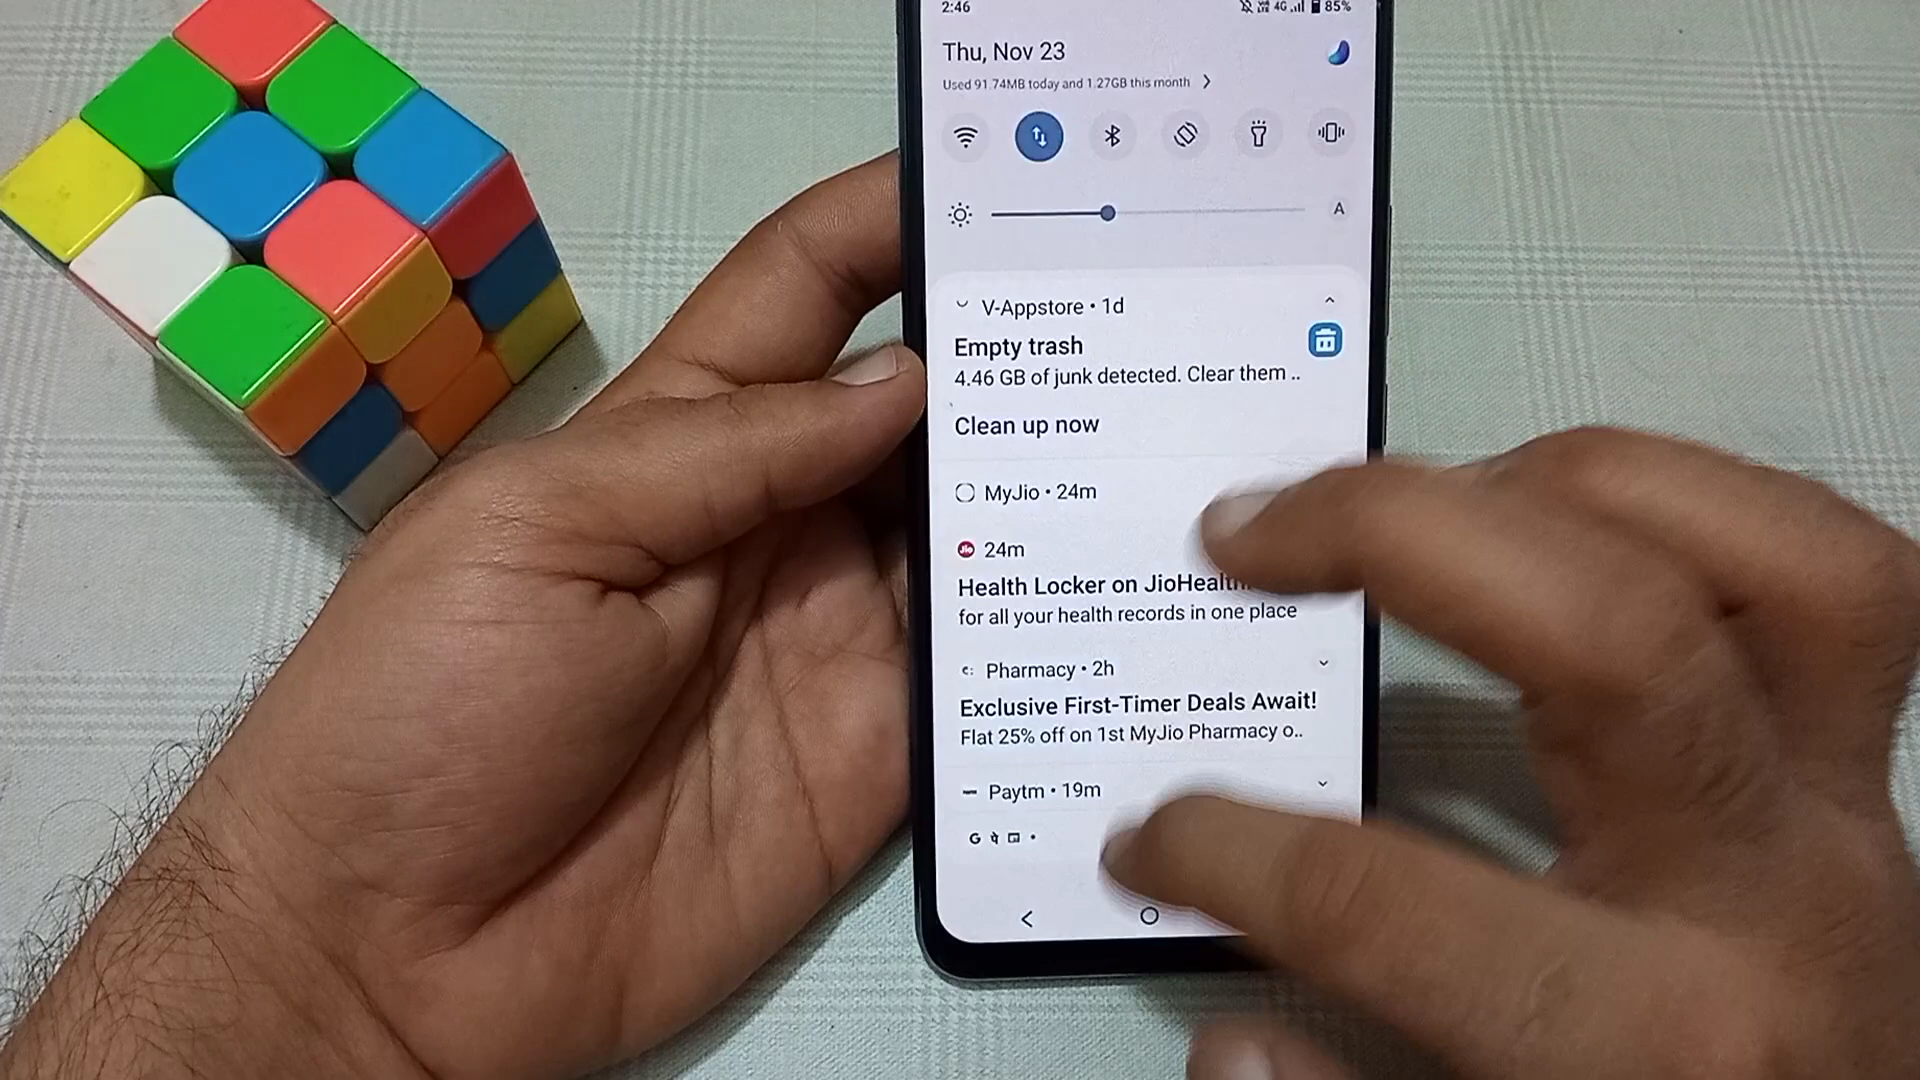 2:46
4G 85%
Thu, Nov 23
Used 91.74MB today and 1.27GB this month
A
V-Appstore • 1d
Empty trash
4.46 GB of junk detected. Clear them ..
Clean up now
MyJio • 24m
Jio 24m
Health Locker on JioHealth
for all your health records in one place
Pharmacy • 2h
Exclusive First-Timer Deals Await!
Flat 25% off on 1st MyJio Pharmacy o..
Paytm • 19m
G पे